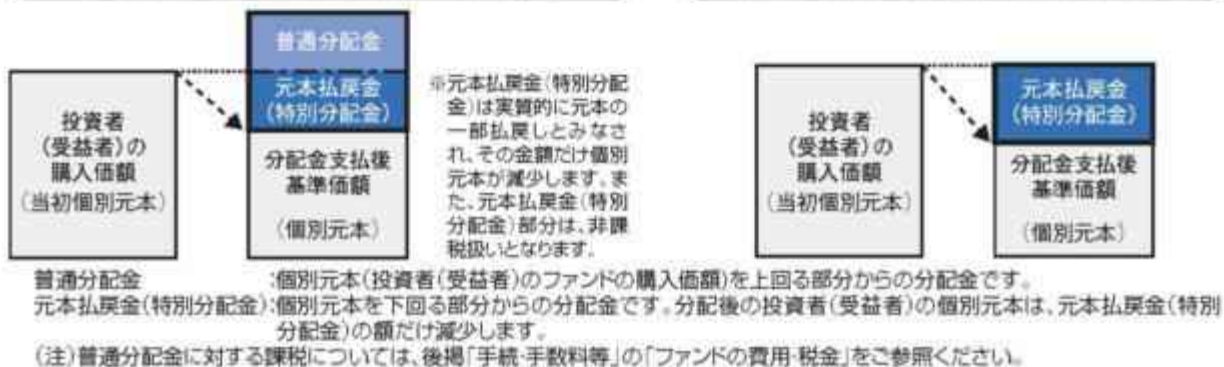 普通分配金
元本払戻金
(特別分配金)
投資者
(受益者)の
購入価額
(当初個別元本)
分配金支払後
基準価額
(個別元本)
※元本払戻金(特別分配
金)は実質的に元本の
一部払戻しとみなさ
れ、その金額だけ個別
元本が減少します。ま
た、元本払戻金(特別
分配金)部分は、非課
税扱いとなります。
投資者
(受益者)の
購入価額
(当初個別元本)
元本払戻金
(特別分配金)
分配金支払後
基準価額
(個別元本)
普通分配金 :個別元本(投資者(受益者)のファンドの購入価額)を上回る部分からの分配金です。
元本払戻金(特別分配金):個別元本を下回る部分からの分配金です。分配後の投資者(受益者)の個別元本は、元本払戻金(特別
分配金)の額だけ減少します。
(注)普通分配金に対する課税については、後掲「手続・手数料等」の「ファンドの費用・税金」をご参照ください。